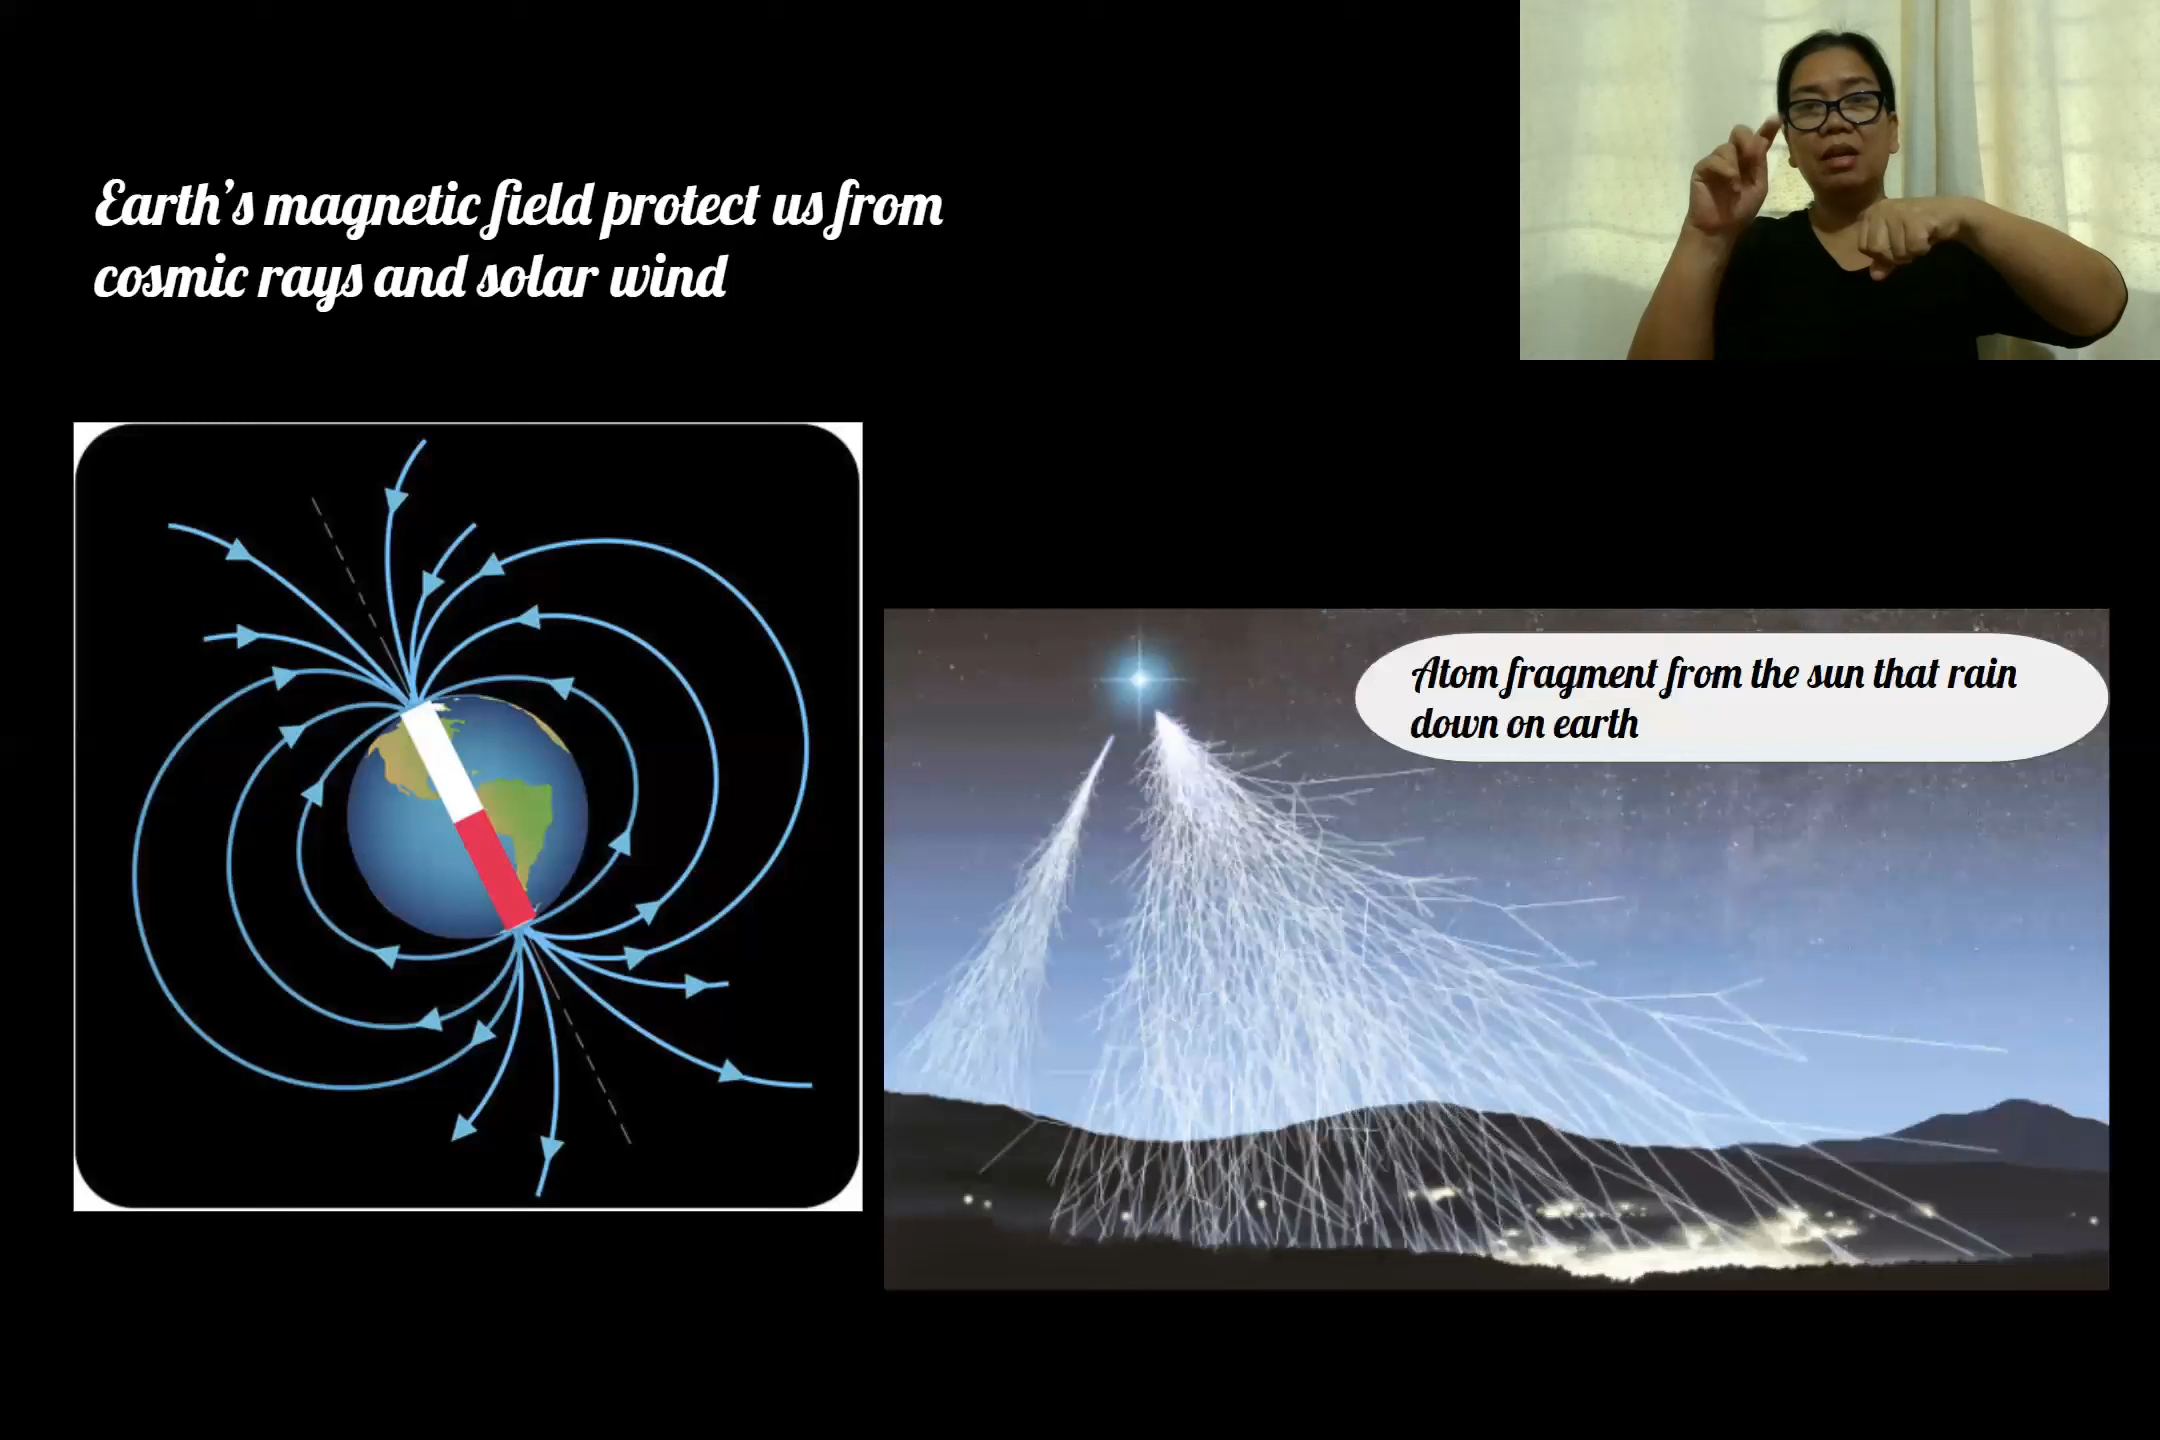 Earth's magnetic field protect us from
cosmic rays and solar wind
Atom fragment from the sun that rain
down on earth